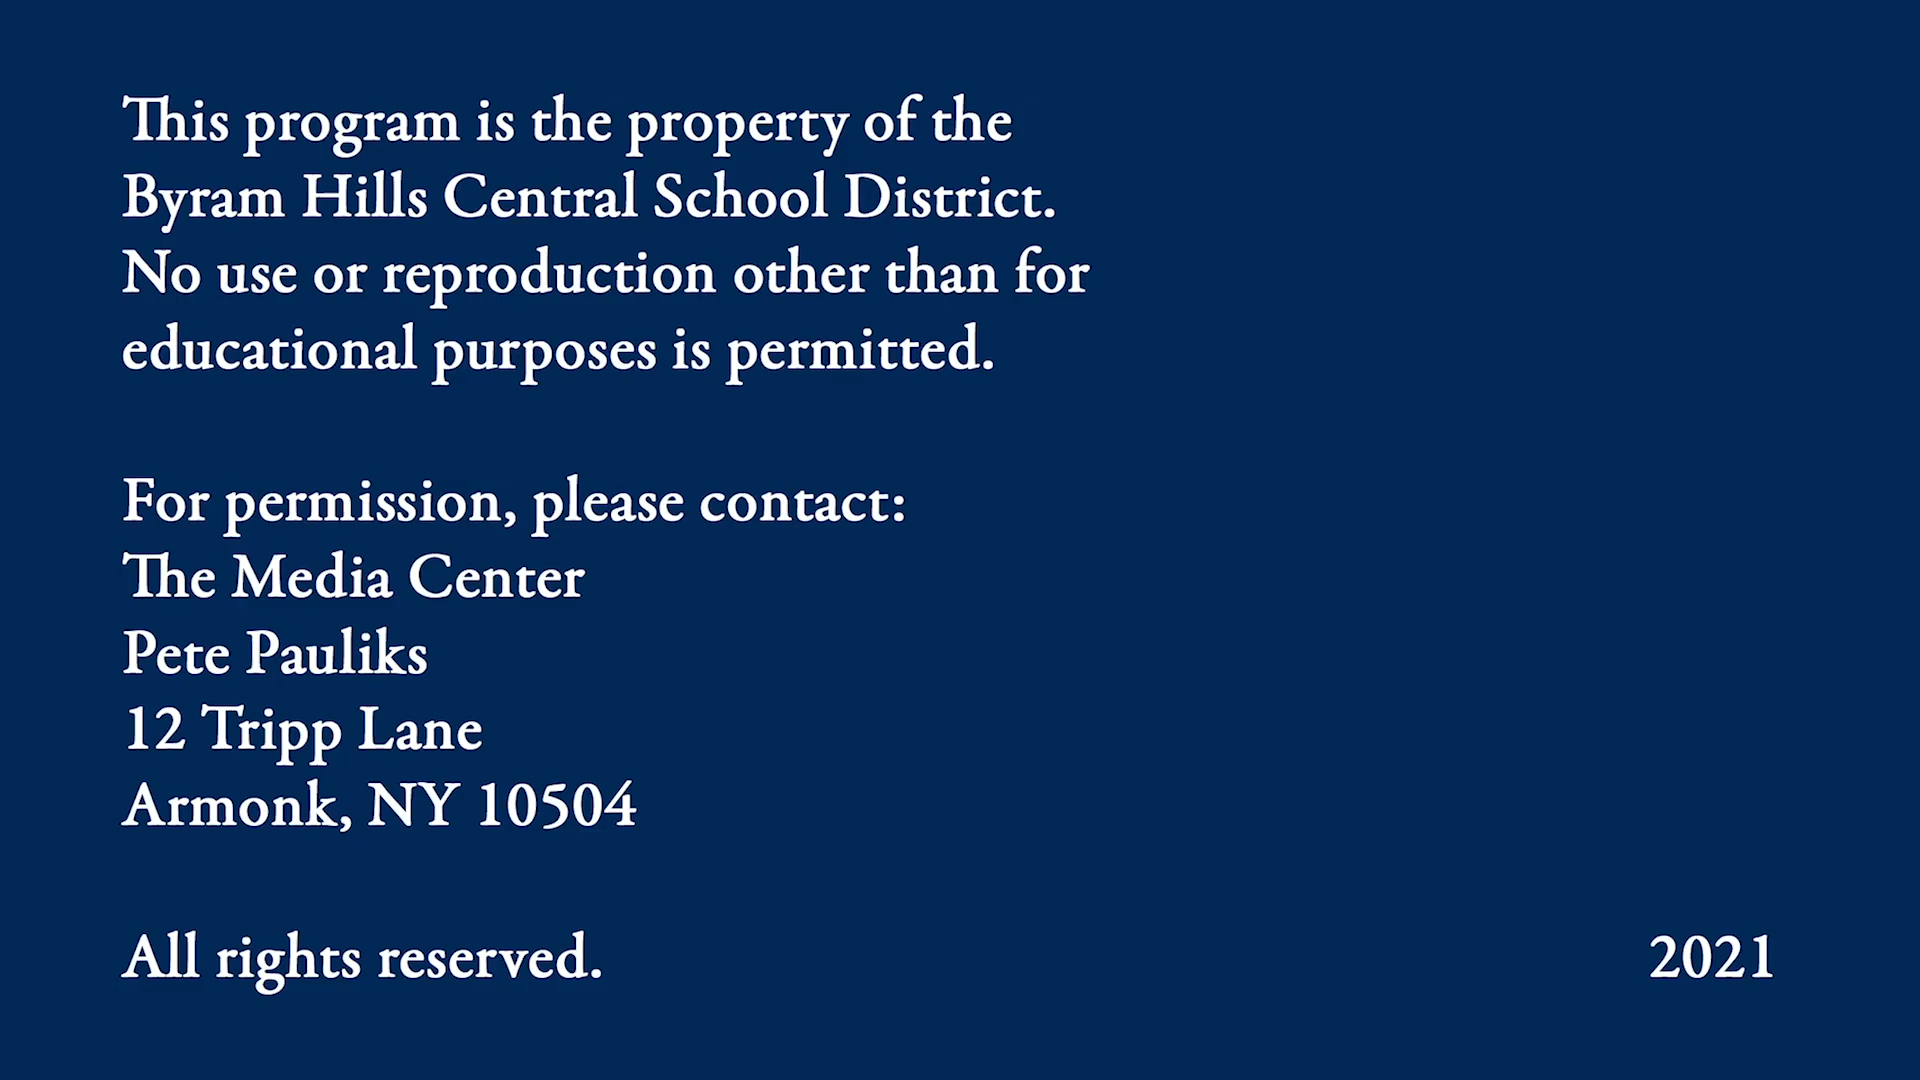 This program is the property of the
Byram Hills Central School District.
No use or reproduction other than for
educational purposes is permitted.
For permission, please contact:
The Media Center
Pete Pauliks
12 Tripp Lane
Armonk, NY 10504
All rights reserved.
2021